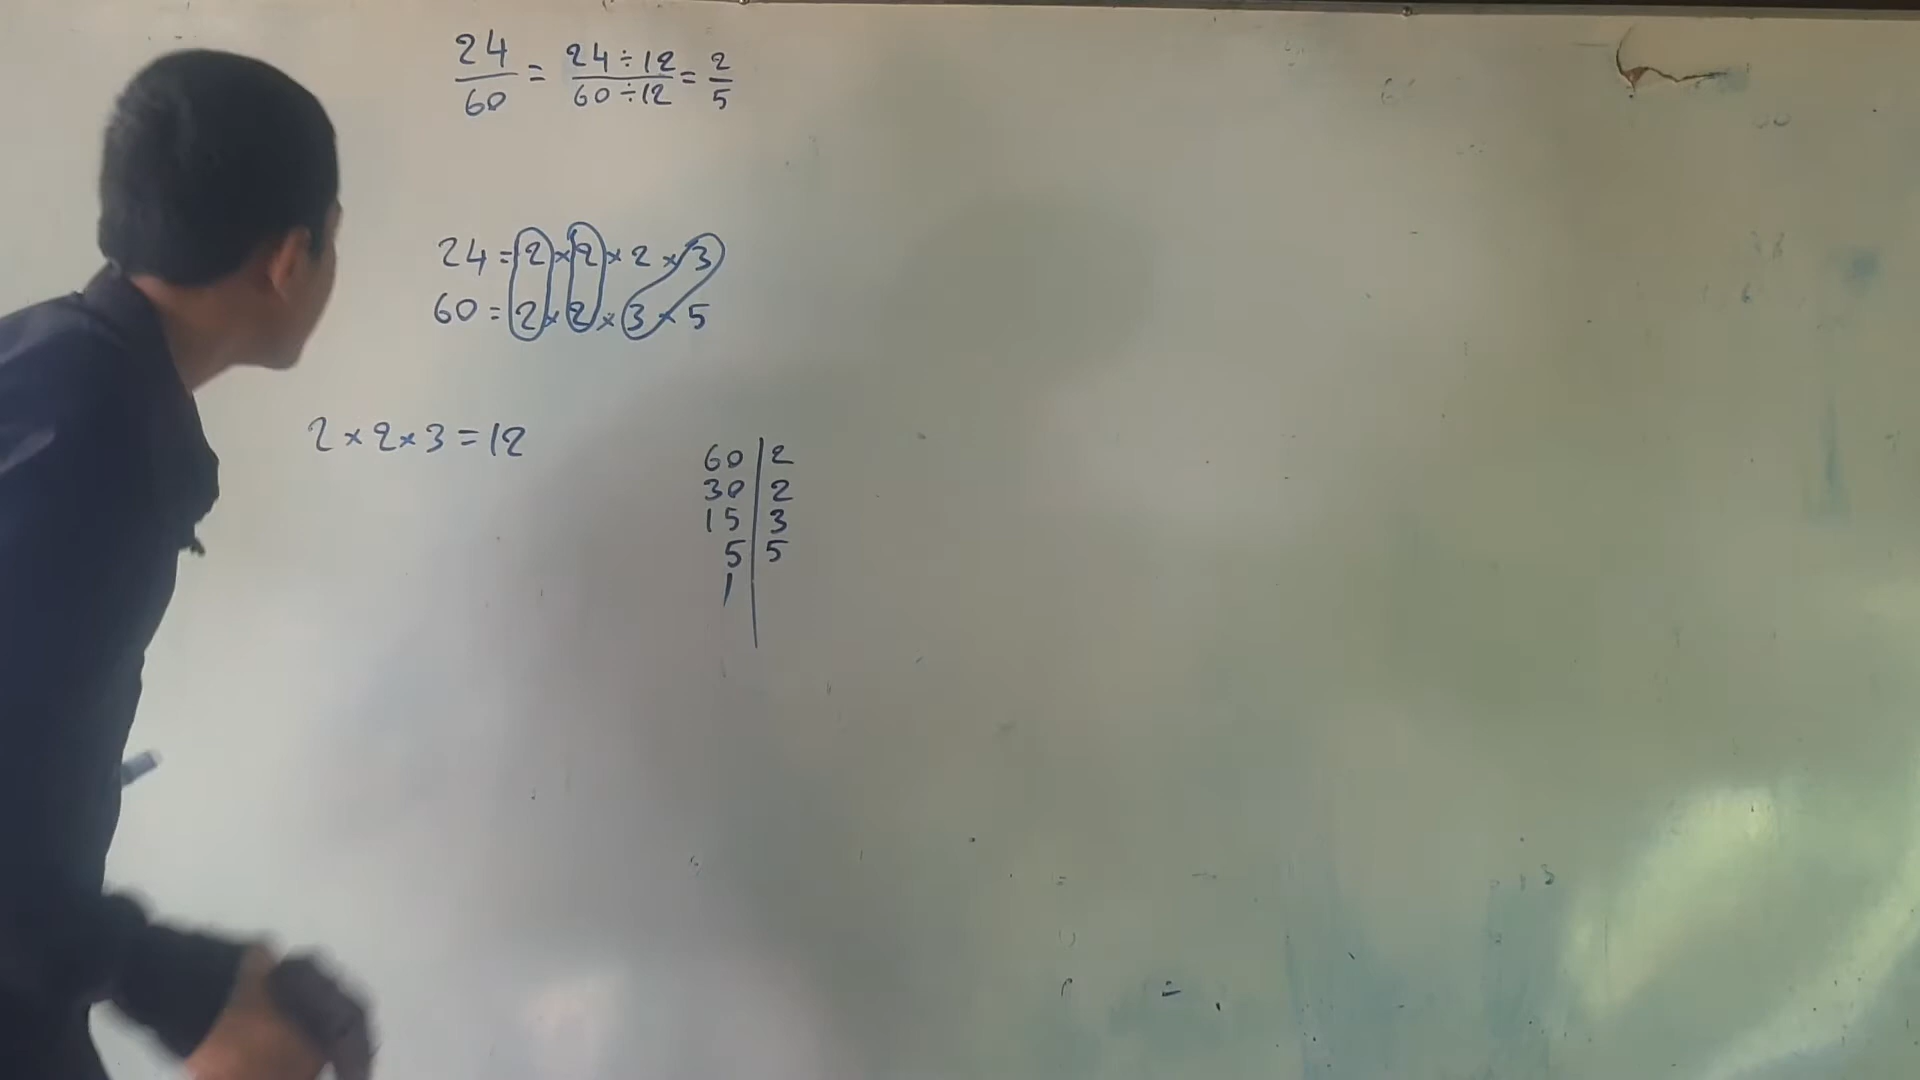 24/60 = 24÷12/60÷12 = 2/5
24 = 2 × 2 × 2 × 3
60 = 2 × 2 × 3 × 5
2 × 2 × 3 = 12
60 | 2
30 | 2
15 | 3
5 | 5
1 |